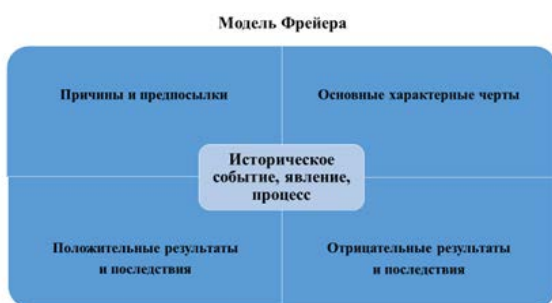 Модель Фрейера
Причины и предпосылки
Основные характерные черты
Историческое
событие, явление,
процесс
Положительные результаты
и последствия
Отрицательные результаты
и последствия